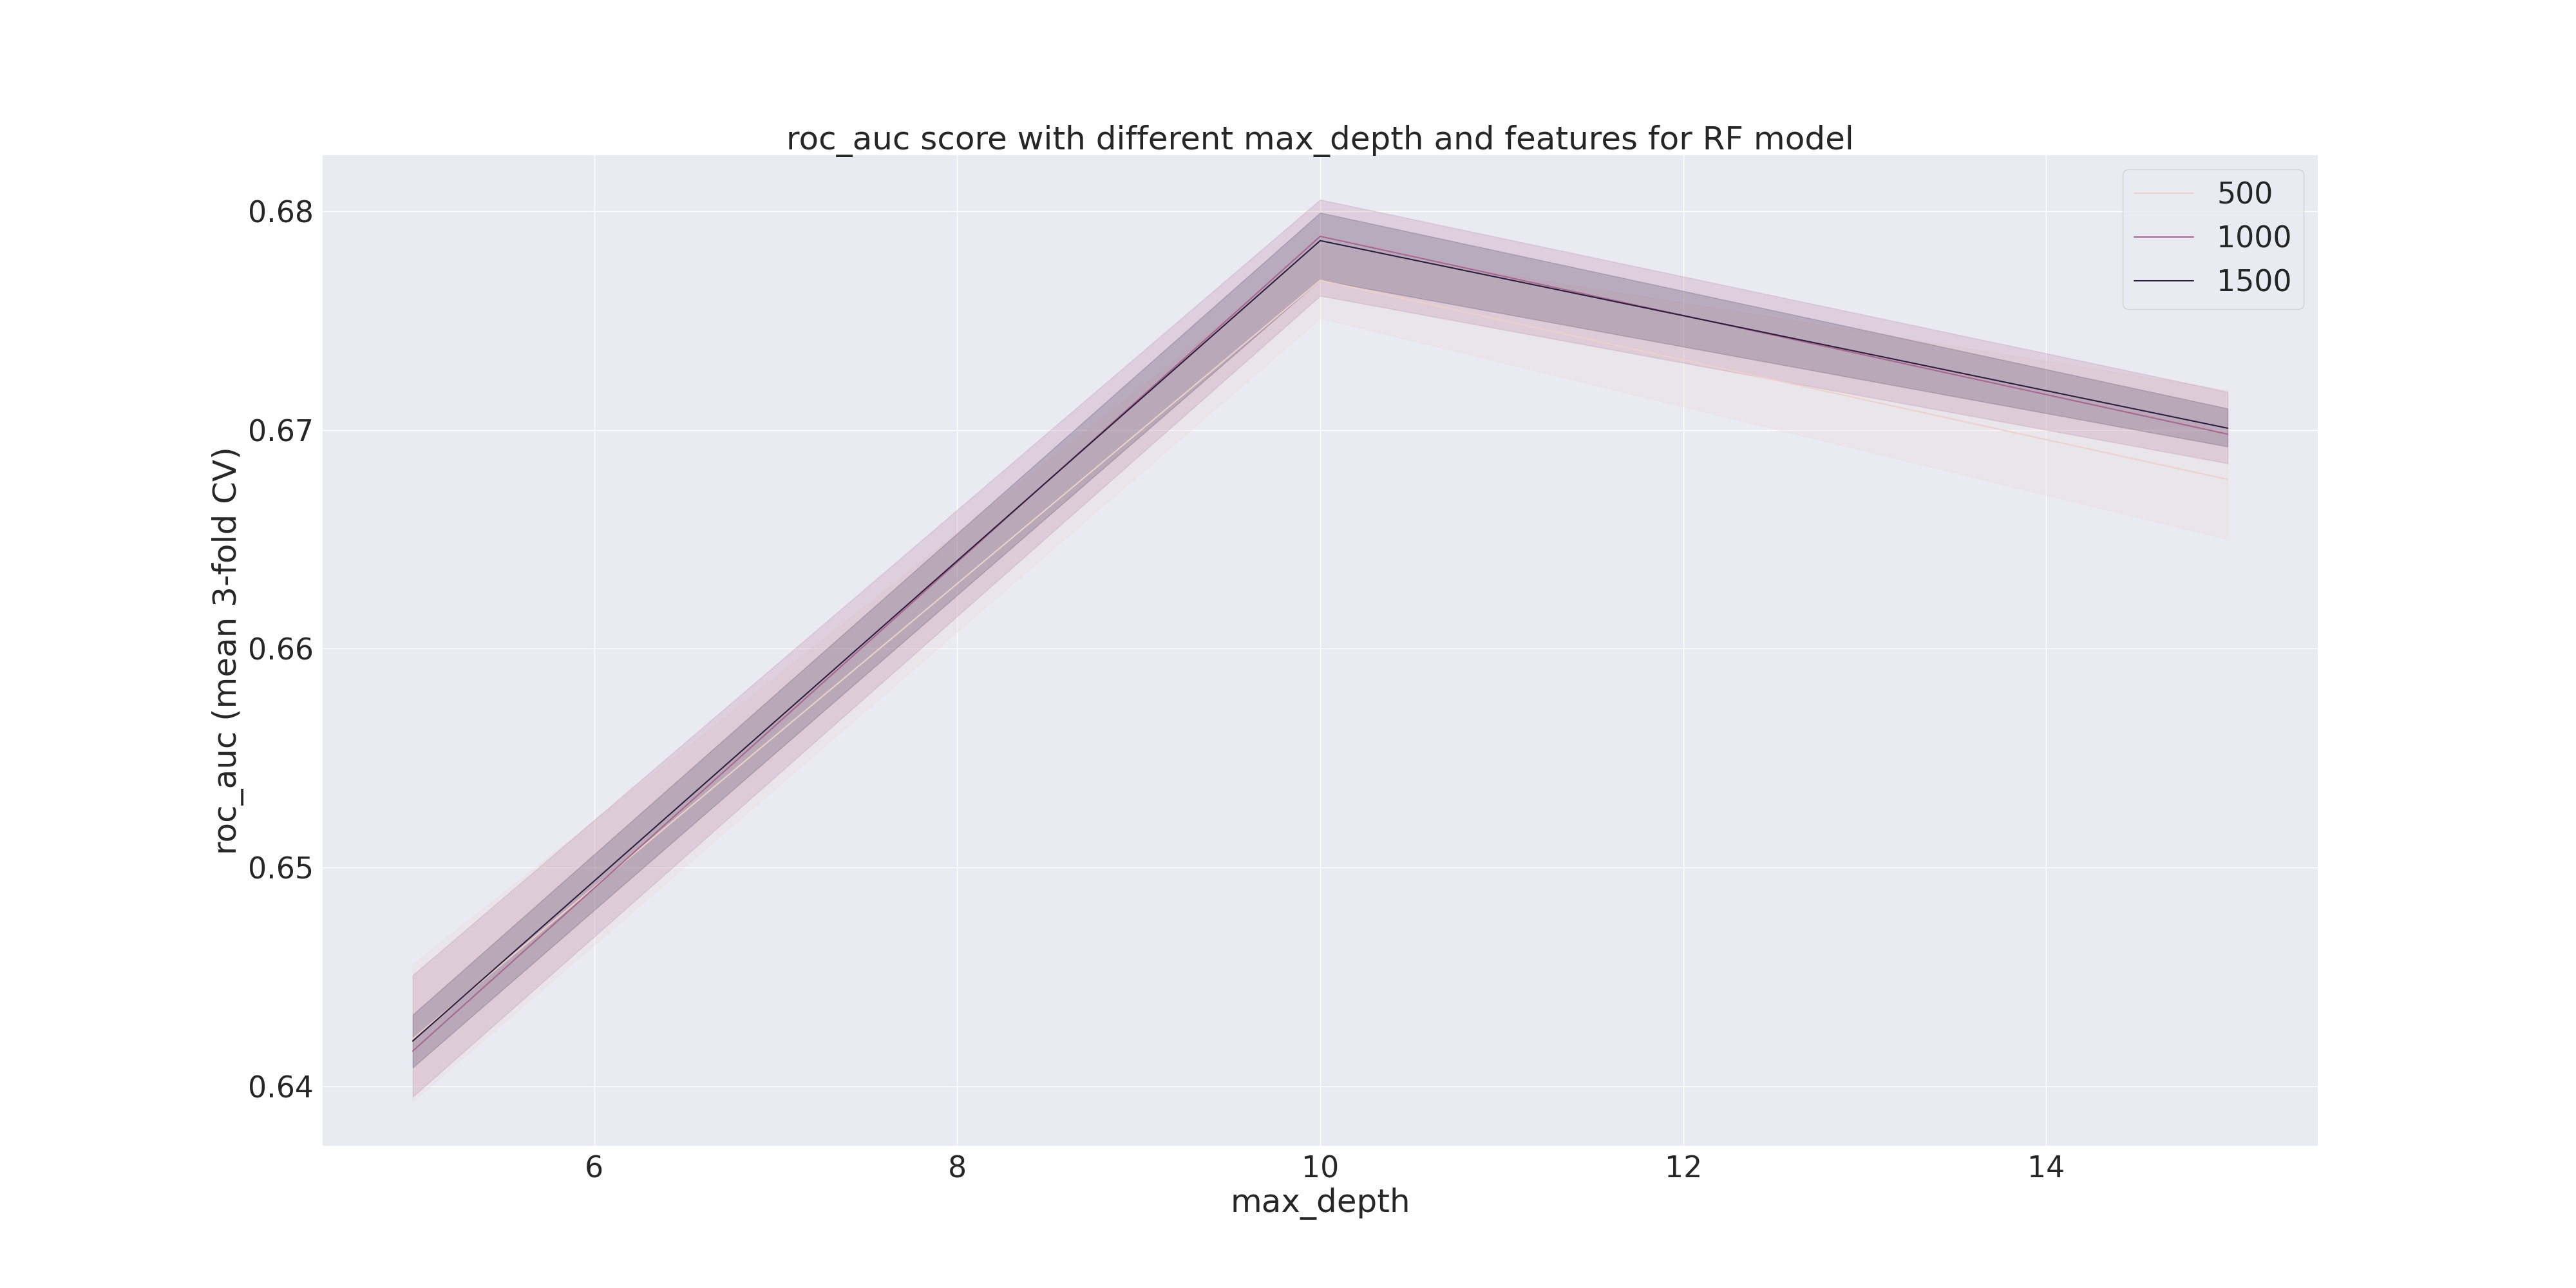 roc_auc score with different max_depth and features for RF model
500
1000
1500
0.68
0.67
0.66
0.65
0.64
roc_auc (mean 3-fold CV)
6 8 10 12 14
max_depth